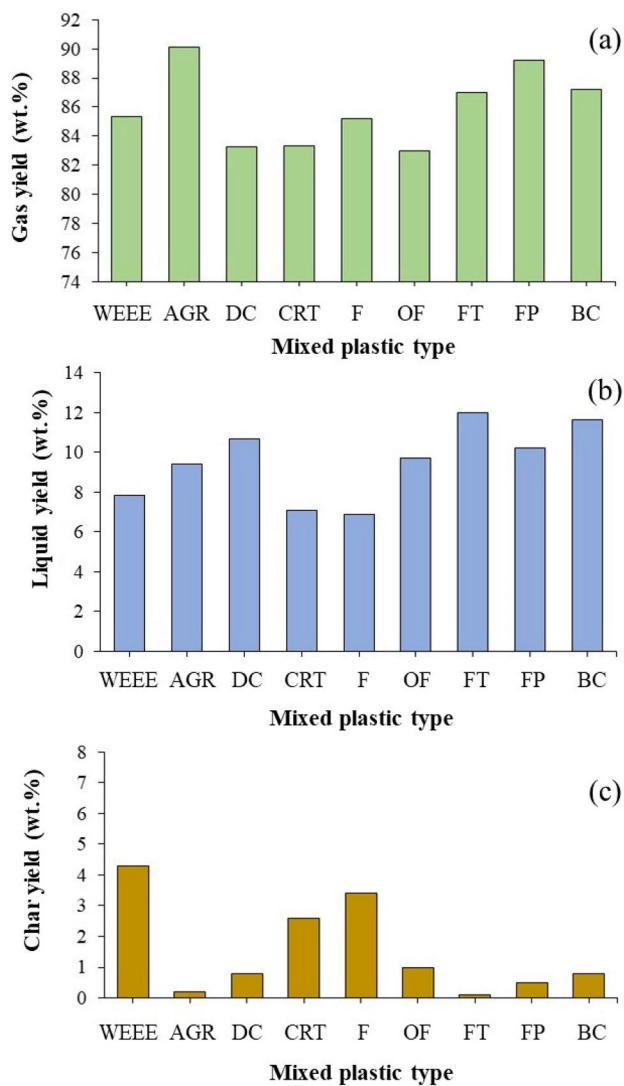 (a)
Gas yield (wt.%)
92
90
88
86
84
82
80
78
76
74
WEEE AGR DC CRT F OF FT FP BC
Mixed plastic type
(b)
Liquid yield (wt.%)
14
12
10
8
6
4
2
0
WEEE AGR DC CRT F OF FT FP BC
Mixed plastic type
(c)
Char yield (wt.%)
8
7
6
5
4
3
2
1
0
WEEE AGR DC CRT F OF FT FP BC
Mixed plastic type